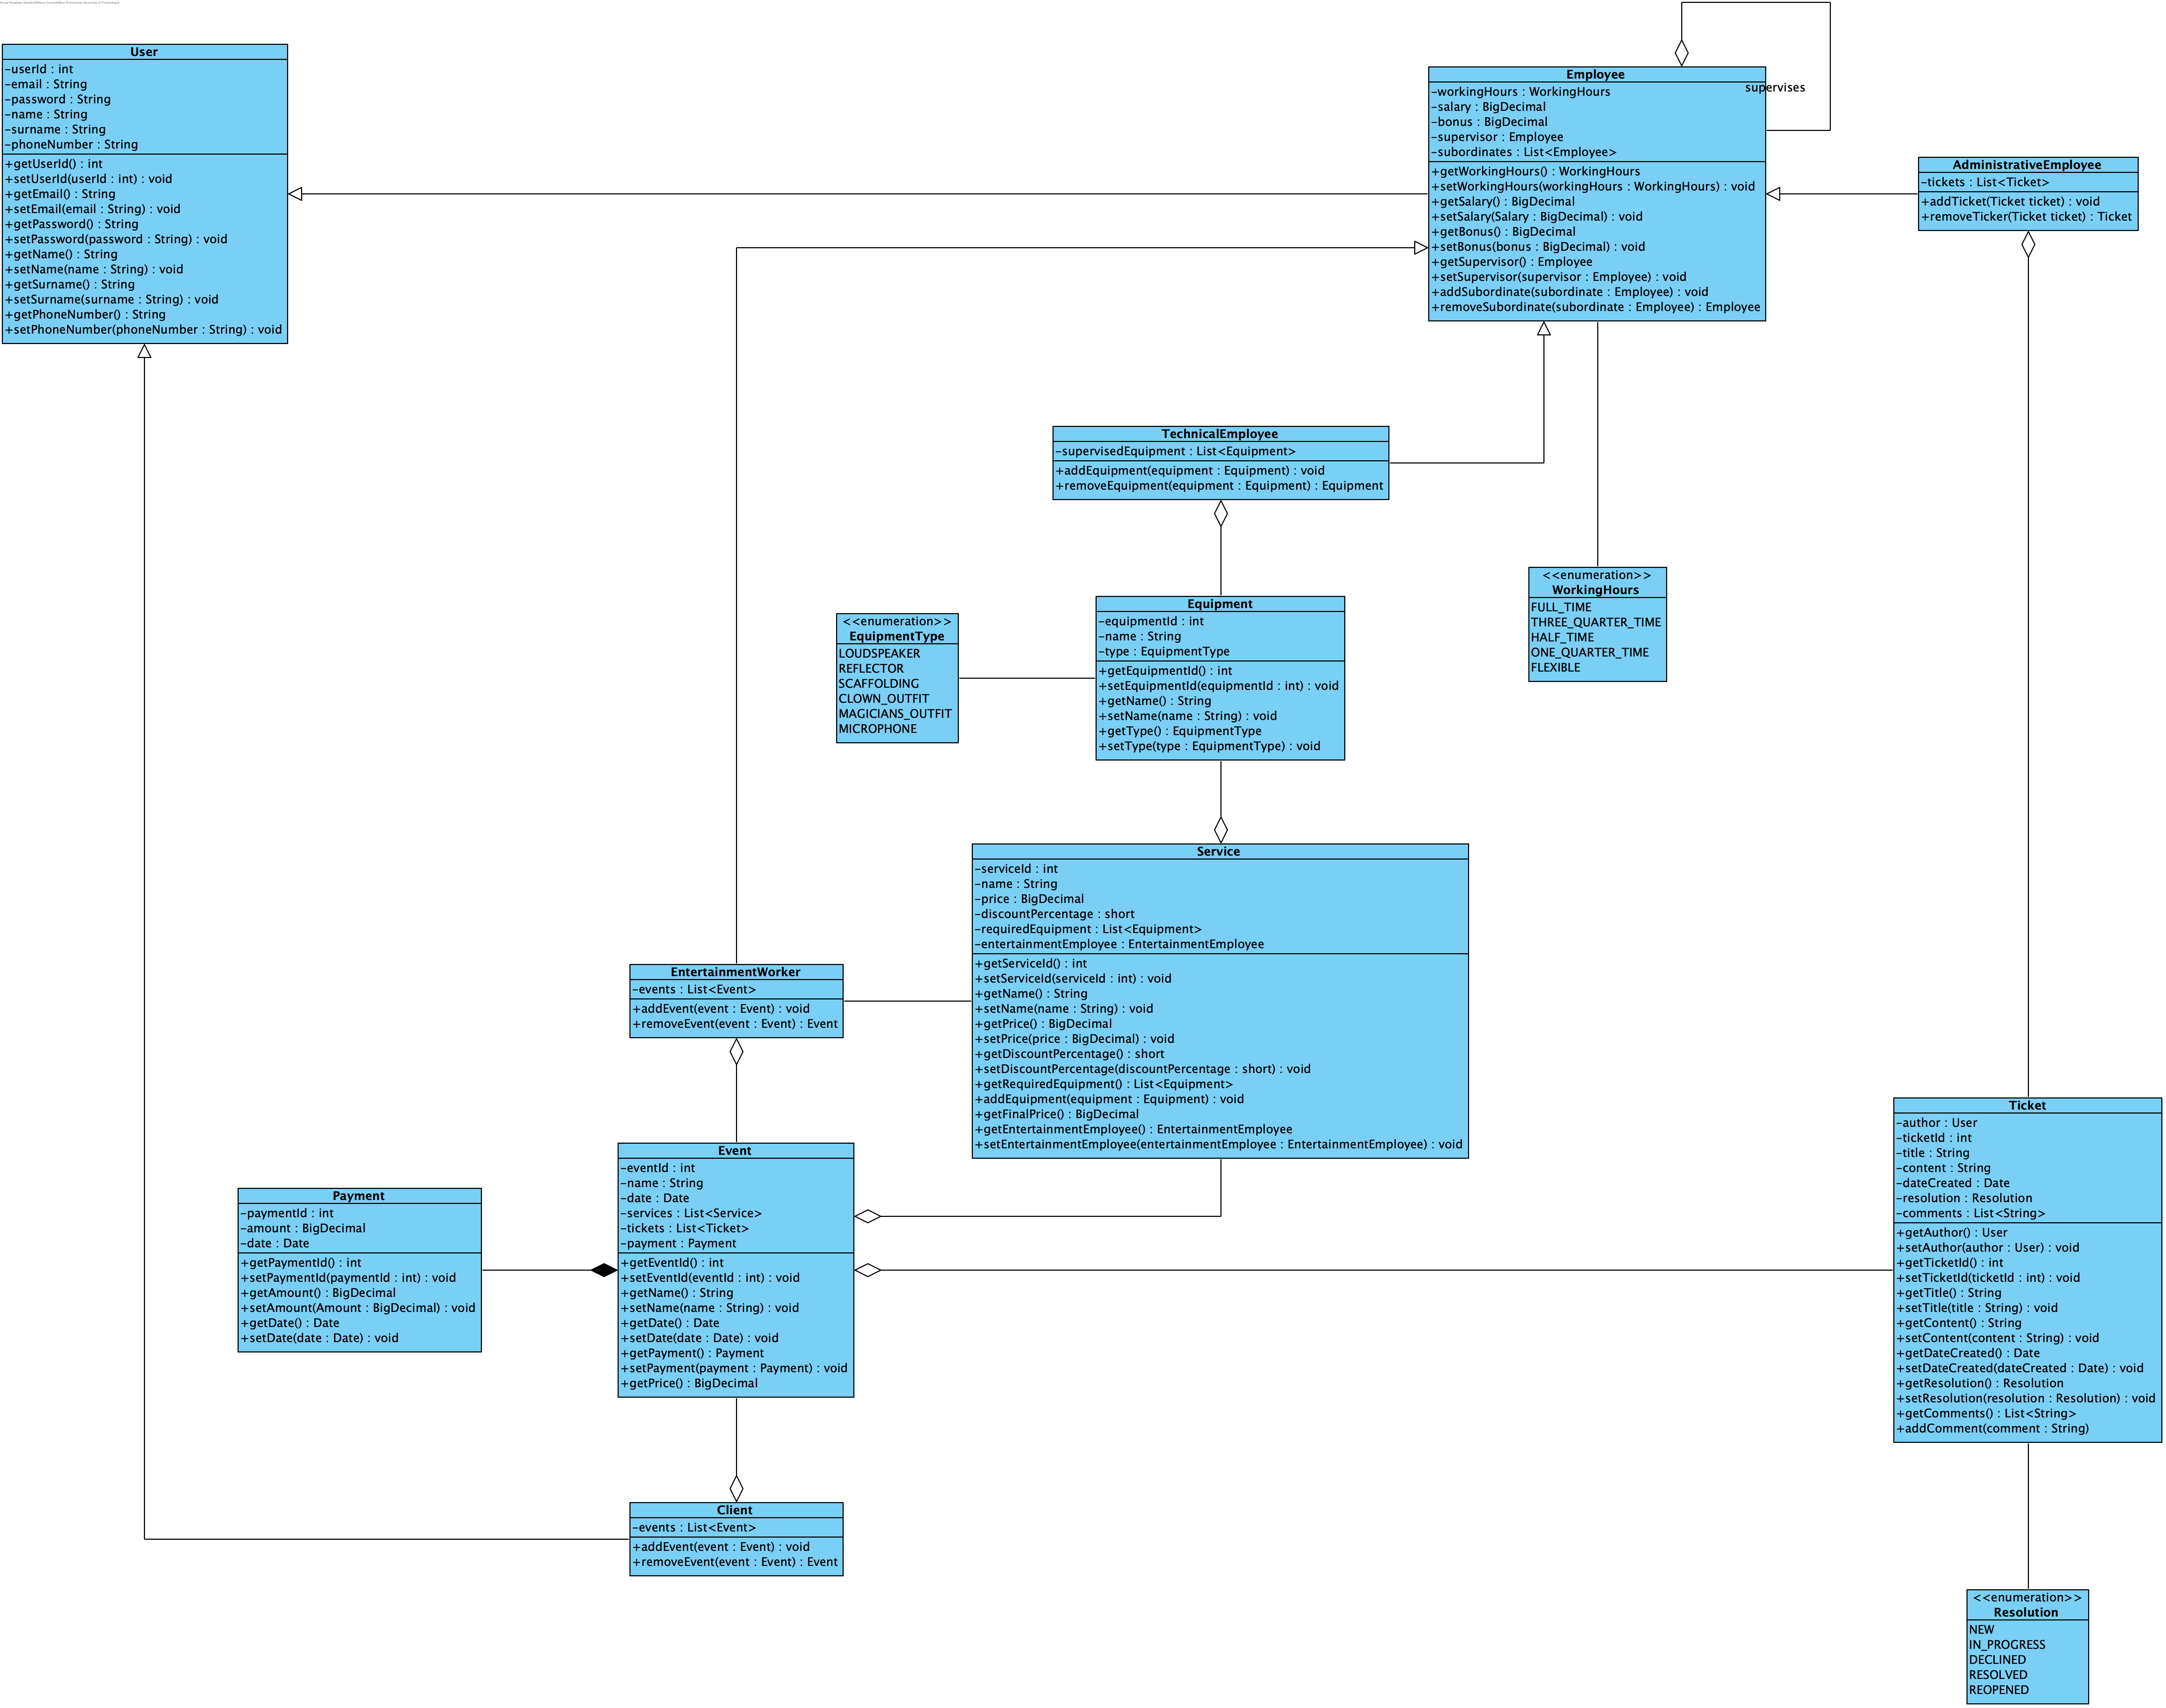 User
-userId : int
-email : String
-password : String
-name : String
-surname : String
-phoneNumber : String
+getUserId() : int
+setUserId(userId : int) : void
+getEmail() : String
+setEmail(email : String) : void
+getPassword() : String
+setPassword(password : String) : void
+getName() : String
+setName(name : String) : void
+getSurname() : String
+setSurname(surname : String) : void
+getPhoneNumber() : String
+setPhoneNumber(phoneNumber : String) : void
Employee
-workingHours : WorkingHours
-salary : BigDecimal
-bonus : BigDecimal
-supervisor : Employee
-subordinates : List<Employee>
+getWorkingHours() : WorkingHours
+setWorkingHours(workingHours : WorkingHours) : void
+getSalary() : BigDecimal
+setSalary(Salary : BigDecimal) : void
+getBonus() : BigDecimal
+setBonus(bonus : BigDecimal) : void
+getSupervisor() : Employee
+setSupervisor(supervisor : Employee) : void
+addSubordinate(subordinate : Employee) : void
+removeSubordinate(subordinate : Employee) : Employee
supervises
AdministrativeEmployee
-tickets : List<Ticket>
+addTicket(Ticket ticket) : void
+removeTicker(Ticket ticket) : Ticket
TechnicalEmployee
-supervisedEquipment : List<Equipment>
+addEquipment(equipment : Equipment) : void
+removeEquipment(equipment : Equipment) : Equipment
<<enumeration>>
WorkingHours
FULL_TIME
THREE_QUARTER_TIME
HALF_TIME
ONE_QUARTER_TIME
FLEXIBLE
<<enumeration>>
EquipmentType
LOUDSPEAKER
REFLECTOR
SCAFFOLDING
CLOWN_OUTFIT
MAGICIANS_OUTFIT
MICROPHONE
Equipment
-equipmentId : int
-name : String
-type : EquipmentType
+getEquipmentId() : int
+setEquipmentId(equipmentId : int) : void
+getName() : String
+setName(name : String) : void
+getType() : EquipmentType
+setType(type : EquipmentType) : void
Service
-serviceId : int
-name : String
-price : BigDecimal
-discountPercentage : short
-requiredEquipment : List<Equipment>
-entertainmentEmployee : EntertainmentEmployee
+getServiceId() : int
+setServiceId(serviceId : int) : void
+getName() : String
+setName(name : String) : void
+getPrice() : BigDecimal
+setPrice(price : BigDecimal) : void
+getDiscountPercentage() : short
+setDiscountPercentage(discountPercentage : short) : void
+getRequiredEquipment() : List<Equipment>
+addEquipment(equipment : Equipment) : void
+getFinalPrice() : BigDecimal
+getEntertainmentEmployee() : EntertainmentEmployee
+setEntertainmentEmployee(entertainmentEmployee : EntertainmentEmployee) : void
EntertainmentWorker
-events : List<Event>
+addEvent(event : Event) : void
+removeEvent(event : Event) : Event
Event
-eventId : int
-name : String
-date : Date
-services : List<Service>
-tickets : List<Ticket>
-payment : Payment
+getEventId() : int
+setEventId(eventId : int) : void
+getName() : String
+setName(name : String) : void
+getDate() : Date
+setDate(date : Date) : void
+getPayment() : Payment
+setPayment(payment : Payment) : void
+getPrice() : BigDecimal
Payment
-paymentId : int
-amount : BigDecimal
-date : Date
+getPaymentId() : int
+setPaymentId(paymentId : int) : void
+getAmount() : BigDecimal
+setAmount(Amount : BigDecimal) : void
+getDate() : Date
+setDate(date : Date) : void
Ticket
-author : User
-ticketId : int
-title : String
-content : String
-dateCreated : Date
-resolution : Resolution
-comments : List<String>
+getAuthor() : User
+setAuthor(author : User) : void
+getTicketId() : int
+setTicketId(ticketId : int) : void
+getTitle() : String
+setTitle(title : String) : void
+getContent() : String
+setContent(content : String) : void
+getDateCreated() : Date
+setDateCreated(dateCreated : Date) : void
+getResolution() : Resolution
+setResolution(resolution : Resolution) : void
+getComments() : List<String>
+addComment(comment : String)
Client
-events : List<Event>
+addEvent(event : Event) : void
+removeEvent(event : Event) : Event
<<enumeration>>
Resolution
NEW
IN_PROGRESS
DECLINED
RESOLVED
REOPENED